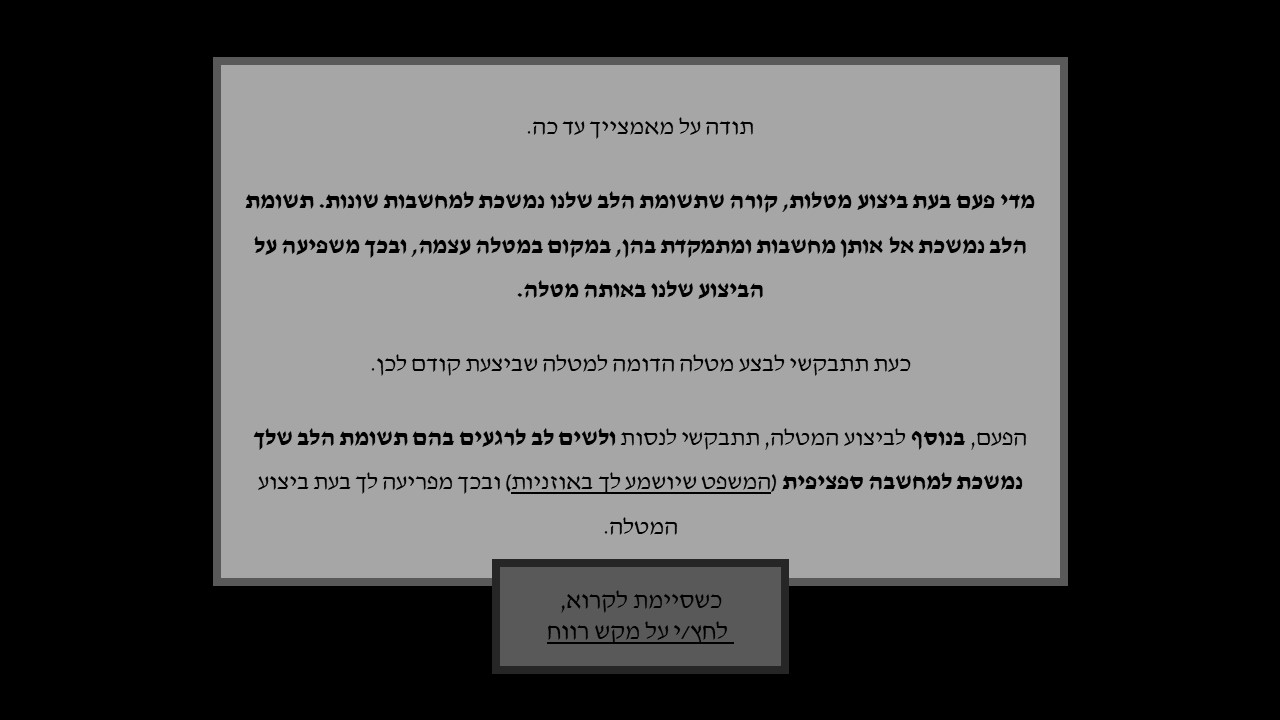 תודה על מאמצייך עד כה.
מדי פעם בעת ביצוע מטלות, קורה שתשומת הלב שלנו נמשכת למחשבות שונות. תשומת
הלב נמשכת אל אותן מחשבות ומתמקדת בהן, במקום במטלה עצמה, ובכך משפיעה על
הביצוע שלנו באותה מטלה.
כעת תתבקשי לבצע מטלה הדומה למטלה שביצעת קודם לכן.
הפעם, בנוסף לביצוע המטלה, תתבקשי לנסות ולשים לב לרגעים בהם תשומת הלב שלך
נמשכת למחשבה ספציפית (המשפט שיושמע לך באוזניות) ובכך מפריעה לך בעת ביצוע
המטלה.
כשסיימת לקרוא,
לחץ/י על מקש רווח